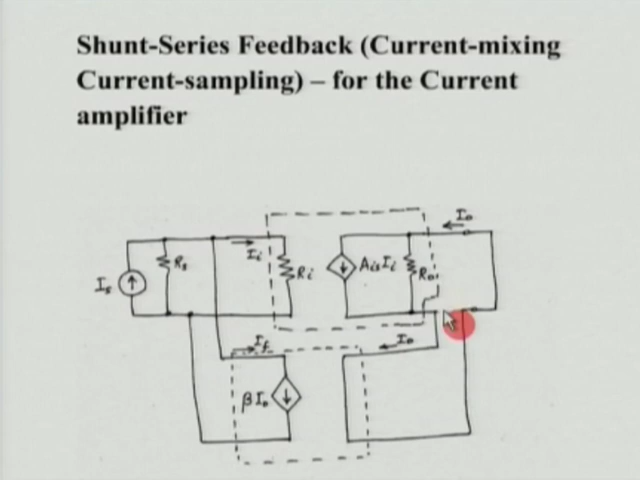 Shunt-Series Feedback (Current-mixing
Current-sampling) – for the Current
amplifier
Io
Ii
Rs
Ri
AisIi
Ro
Is
If
Io
βIo